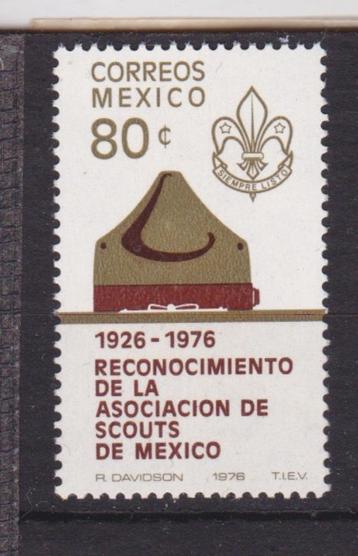 CORREOS
MEXICO
80 ¢
SIEMPRE LISTO
1926 - 1976
RECONOCIMIENTO
DE LA
ASOCIACION DE
SCOUTS
DE MEXICO
R. DAVIDSON 1976 T.I.E.V.